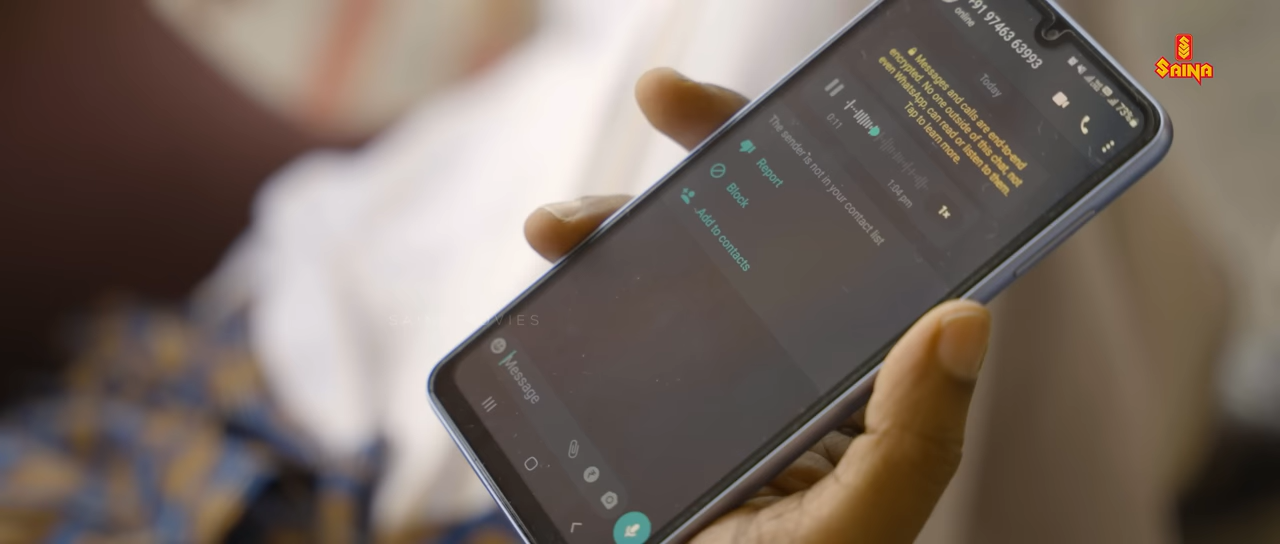 +91 97463 63993
online
73%
Today
Messages and calls are end-to-end
encrypted. No one outside of this chat, not
even WhatsApp, can read or listen to them.
Tap to learn more.
0:11
1:04 pm
1x
The sender is not in your contact list
Report
Block
Add to contacts
Message
SAINA